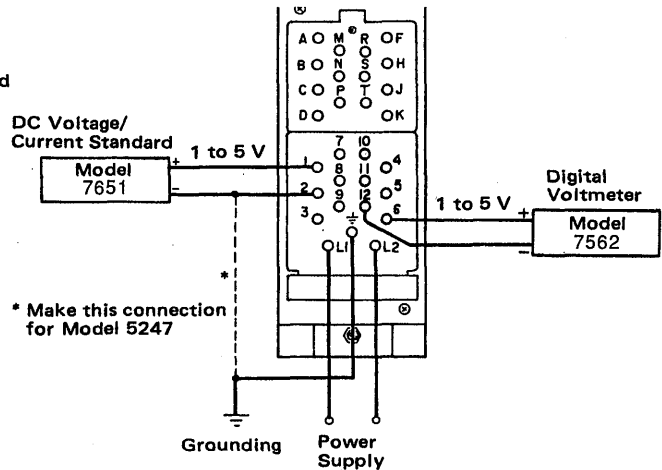 A M R F
B N S H
C P T J
D K
d
DC Voltage/
Current Standard
Model
7651
+
−
1 to 5 V
7 10
1 8 11 4
2 9 12 5
3 6
L1 L2
1 to 5 V
Digital
Voltmeter
+
−
Model
7562
*
* Make this connection
for Model 5247
Grounding
Power
Supply